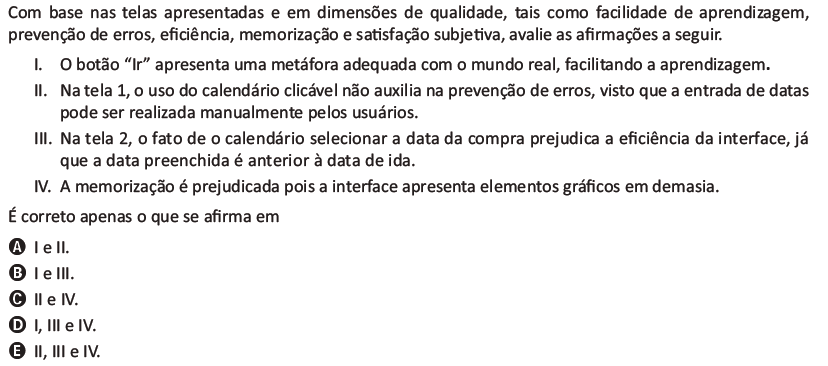 Com base nas telas apresentadas e em dimensões de qualidade, tais como facilidade de aprendizagem,
prevenção de erros, eficiência, memorização e satisfação subjetiva, avalie as afirmações a seguir.
I. O botão “Ir” apresenta uma metáfora adequada com o mundo real, facilitando a aprendizagem.
II. Na tela 1, o uso do calendário clicável não auxilia na prevenção de erros, visto que a entrada de datas
pode ser realizada manualmente pelos usuários.
III. Na tela 2, o fato de o calendário selecionar a data da compra prejudica a eficiência da interface, já
que a data preenchida é anterior à data de ida.
IV. A memorização é prejudicada pois a interface apresenta elementos gráficos em demasia.
É correto apenas o que se afirma em
A I e II.
B I e III.
C II e IV.
D I, III e IV.
E II, III e IV.